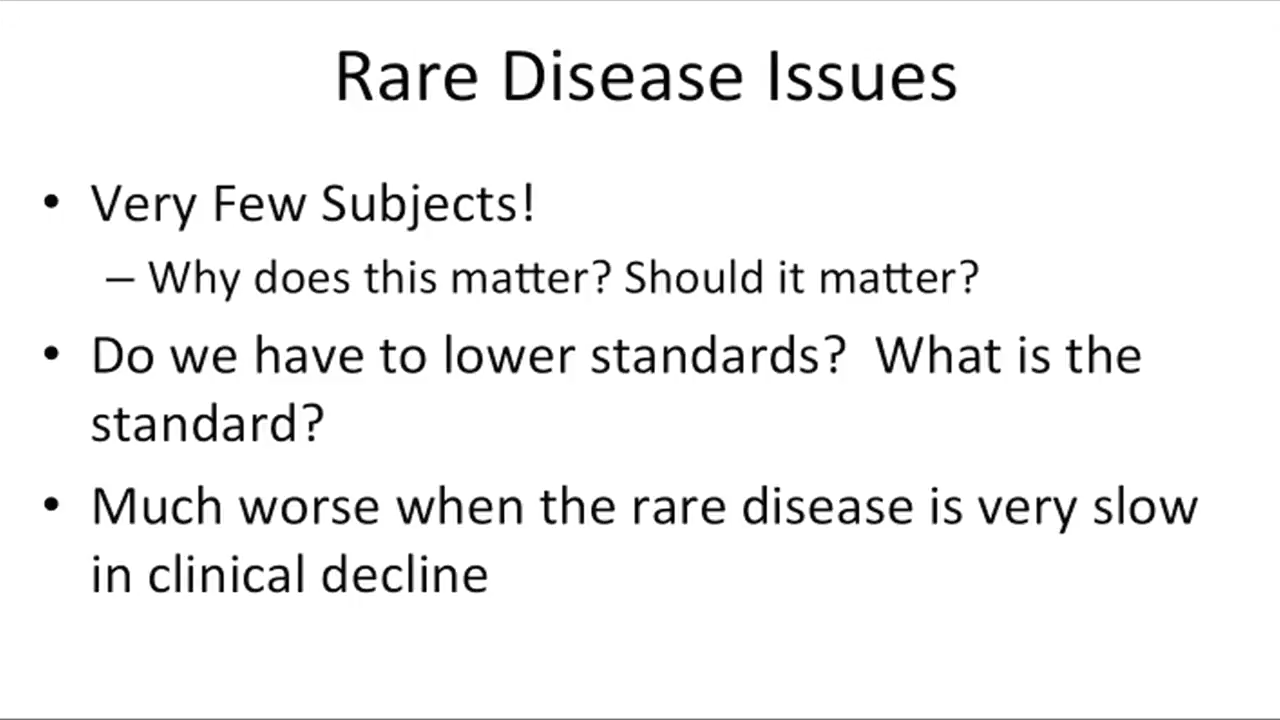 Rare Disease Issues
• Very Few Subjects!
– Why does this matter? Should it matter?
• Do we have to lower standards?  What is the
standard?
• Much worse when the rare disease is very slow
in clinical decline